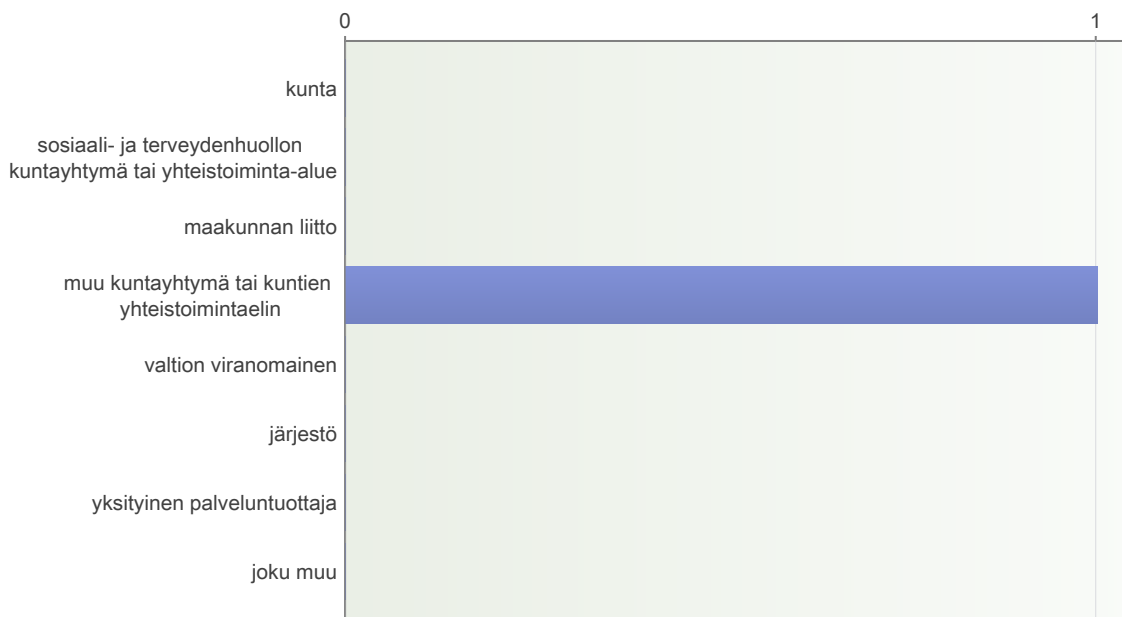 0 1
kunta
sosiaali- ja terveydenhuollon
kuntayhtymä tai yhteistoiminta-alue
maakunnan liitto
muu kuntayhtymä tai kuntien
yhteistoimintaelin
valtion viranomainen
järjestö
yksityinen palveluntuottaja
joku muu